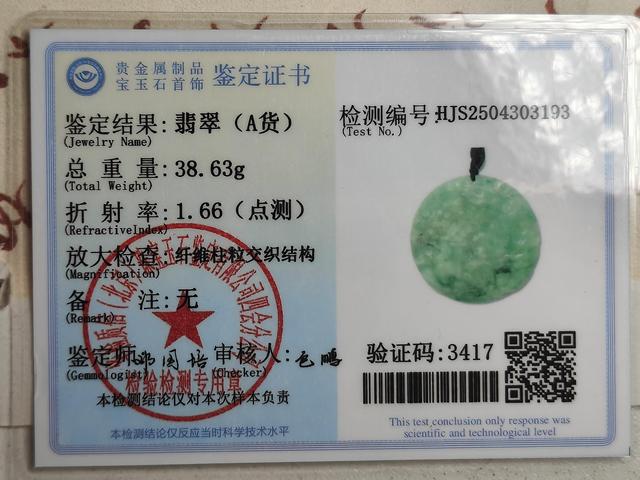 贵金属制品
宝玉石首饰 鉴定证书
鉴定结果: 翡翠（A货）
(Jewelry Name)
总重量: 38.63g
(Total Weight)
折射率: 1.66（点测）
(RefractiveIndex)
放大检查: 纤维柱粒交织结构
(Magnification)
备注: 无
(Remark)
鉴定师 审核人:
(Gemmologist) (Checker)
检验检测专用章
本检测结论仅对本次样本负责
本检测结论仅反应当时科学技术水平
检测编号: HJS2504303193
(Test No.)
验证码: 3417
This test conclusion only response was
scientific and technological level